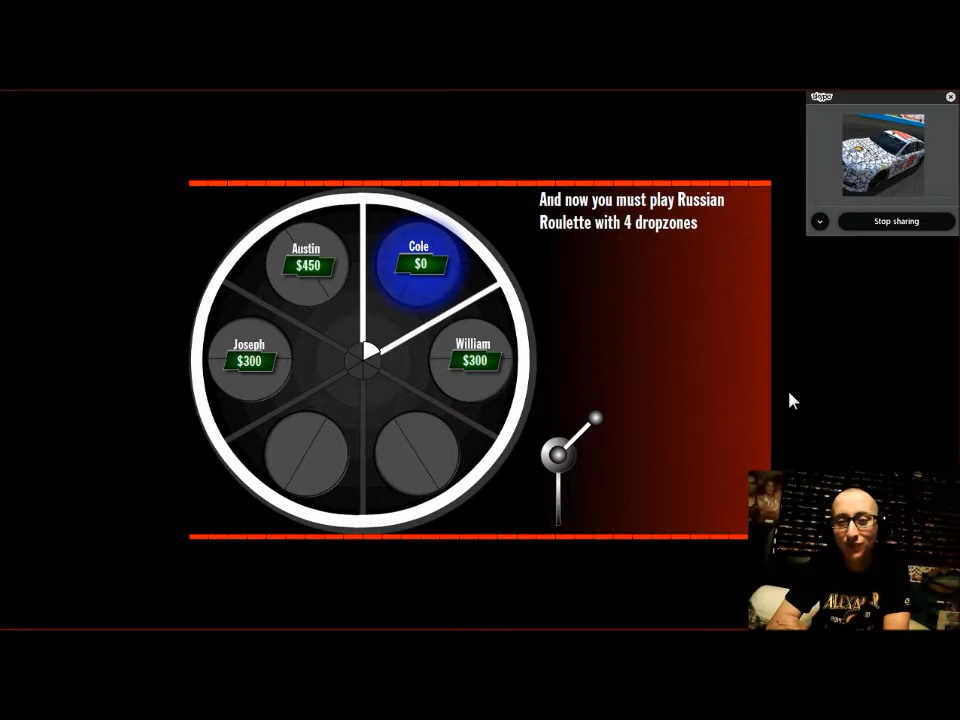 skype
And now you must play Russian
Roulette with 4 dropzones
Stop sharing
Austin
$450
Cole
$0
Joseph
$300
William
$300